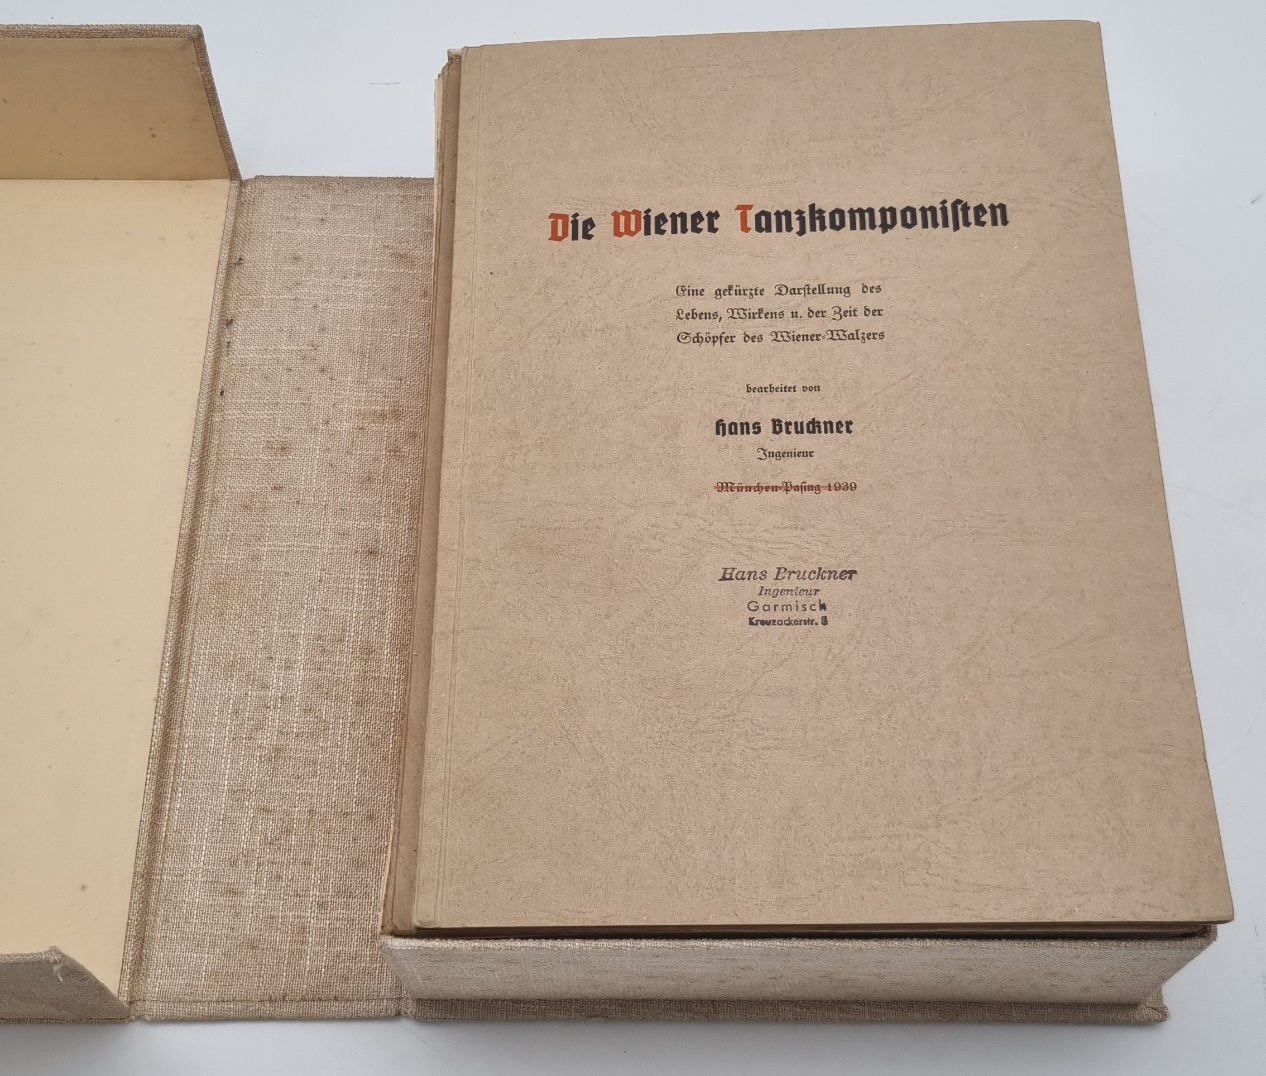 Die Wiener Tanzkomponiſten
Eine gekürzte Darſtellung des
Lebens, Wirkens u. der Zeit der
Schöpfer des Wiener-Walzers
bearbeitet von
Hans Bruckner
Ingenieur
München-Paſing 1939
Hans Bruckner
Ingenieur
Garmisch
Kreuzackerstr. 8